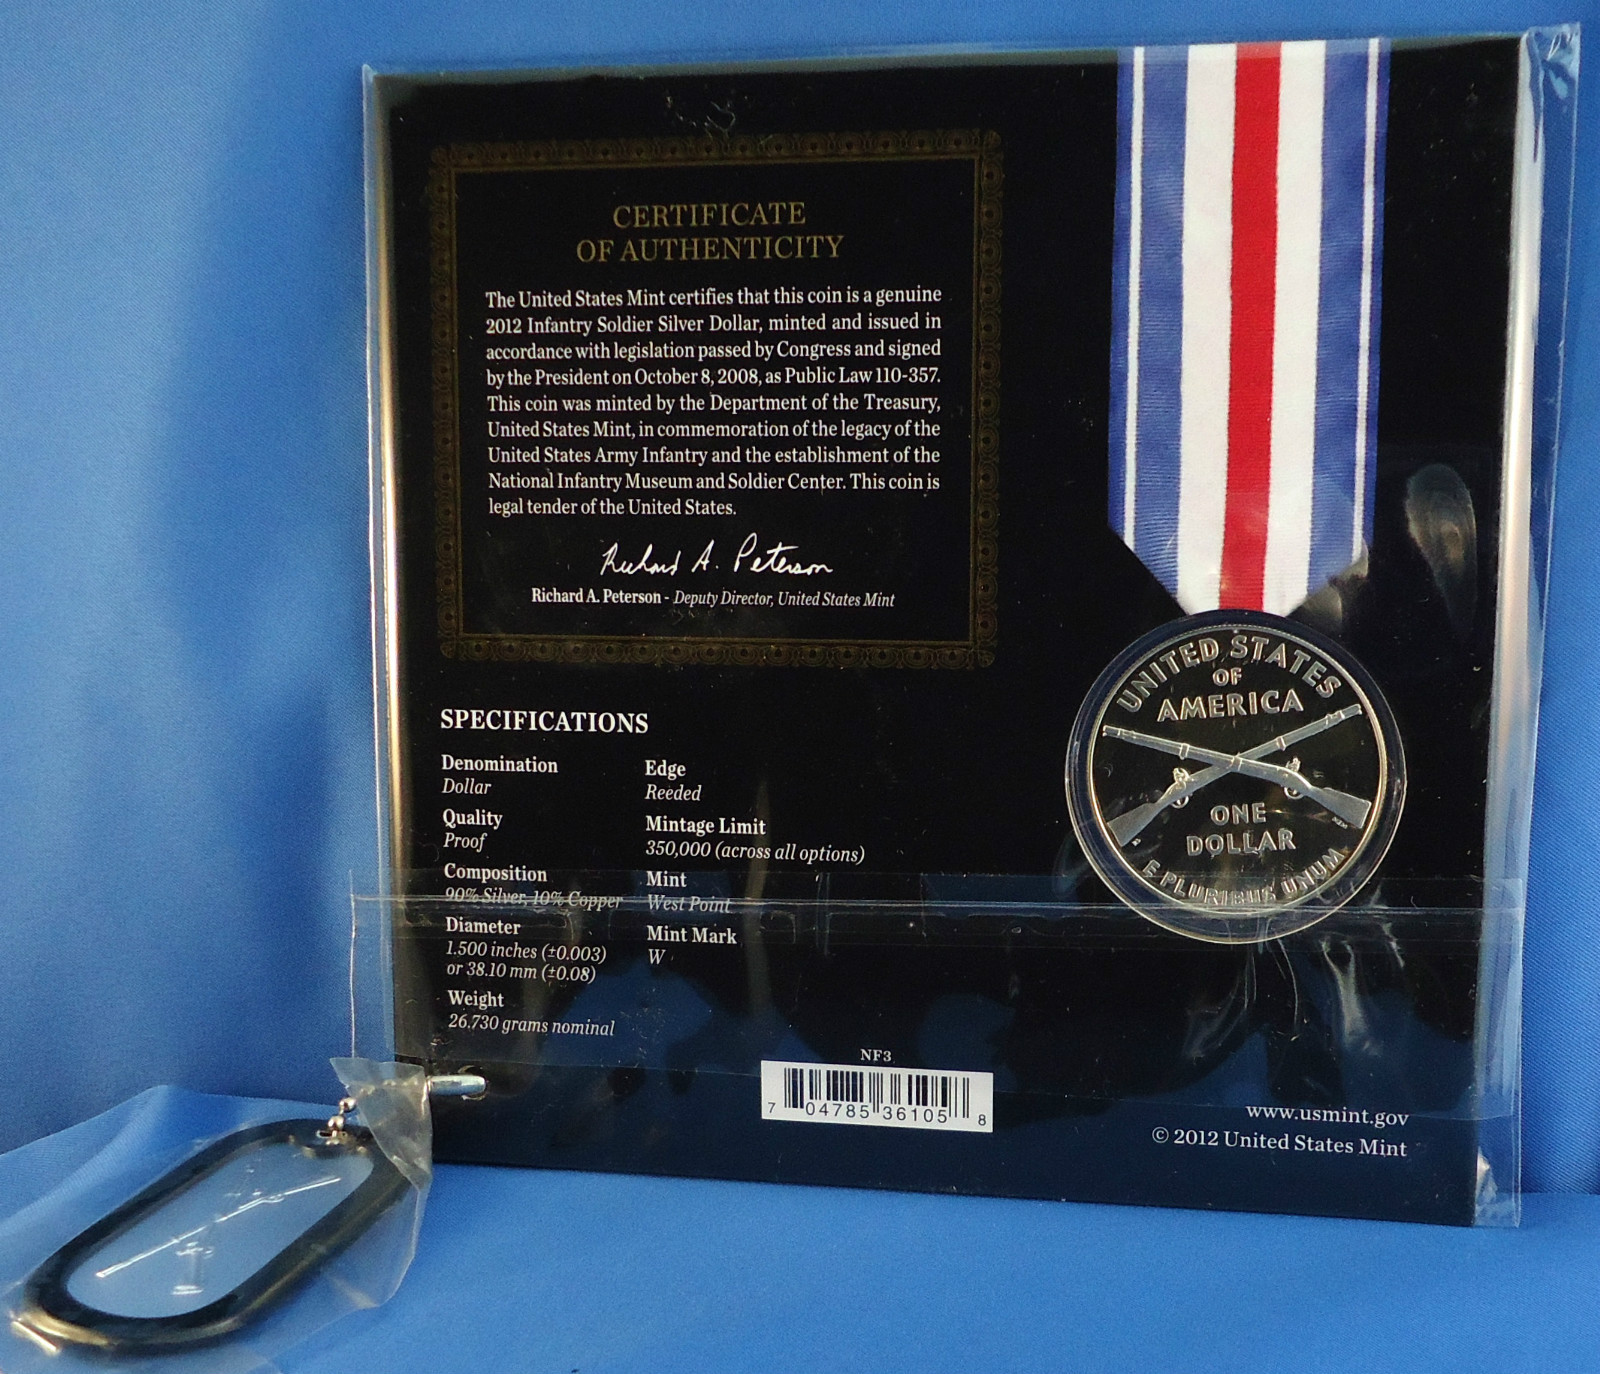 CERTIFICATE
OF AUTHENTICITY
The United States Mint certifies that this coin is a genuine
2012 Infantry Soldier Silver Dollar, minted and issued in
accordance with legislation passed by Congress and signed
by the President on October 8, 2008, as Public Law 110-357.
This coin was minted by the Department of the Treasury,
United States Mint, in commemoration of the legacy of the
United States Army Infantry and the establishment of the
National Infantry Museum and Soldier Center. This coin is
legal tender of the United States.
Richard A. Peterson
Richard A. Peterson - Deputy Director, United States Mint
SPECIFICATIONS
Denomination
Dollar
Quality
Proof
Composition
90% Silver, 10% Copper
Diameter
1.500 inches (±0.003)
or 38.10 mm (±0.08)
Weight
26.730 grams nominal
Edge
Reeded
Mintage Limit
350,000 (across all options)
Mint
West Point
Mint Mark
W
UNITED STATES
OF
AMERICA
ONE
DOLLAR
E PLURIBUS UNUM
NF3
7 04785 36105 8
www.usmint.gov
© 2012 United States Mint